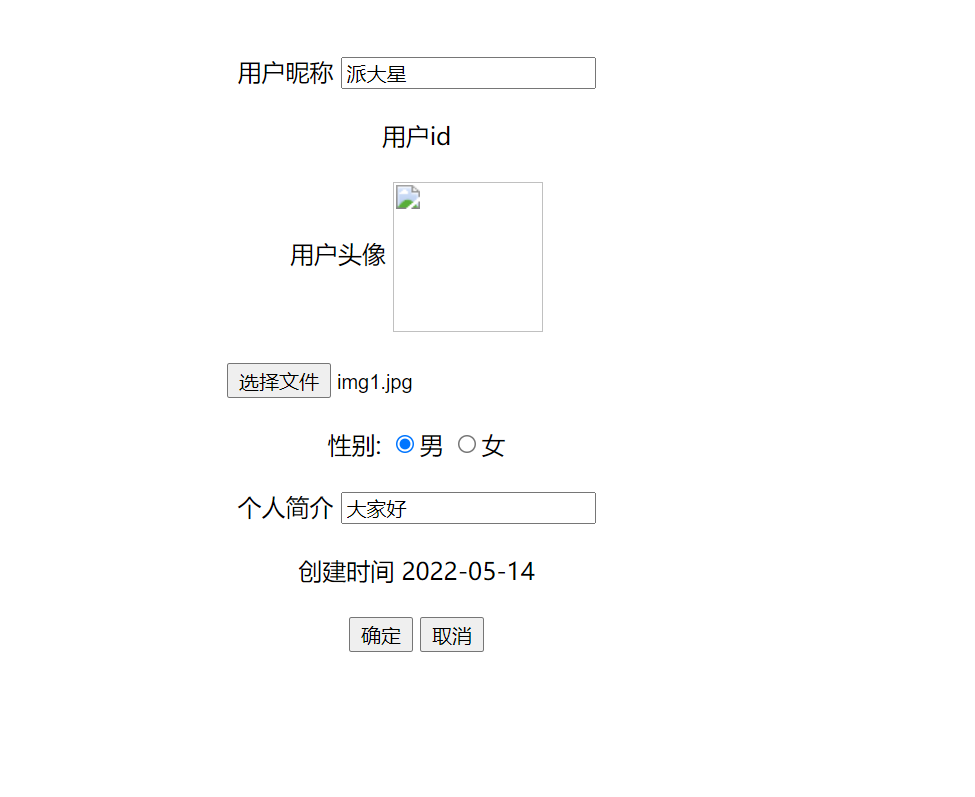 用户昵称 派大星
用户id
用户头像
选择文件 img1.jpg
性别: 男 女
个人简介 大家好
创建时间 2022-05-14
确定 取消